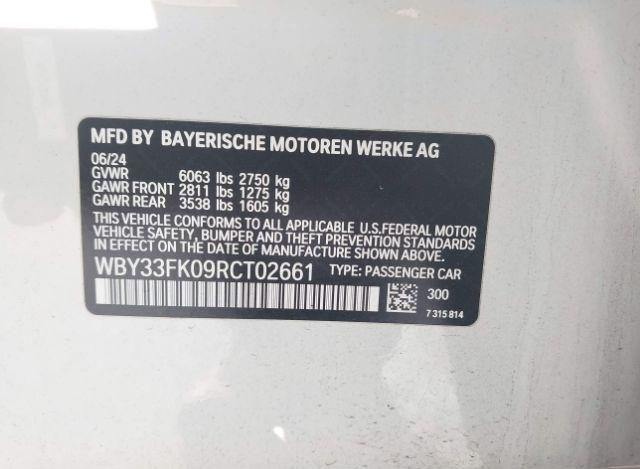 MFD BY BAYERISCHE MOTOREN WERKE AG
06/24
GVWR 6063 lbs 2750 kg
GAWR FRONT 2811 lbs 1275 kg
GAWR REAR 3538 lbs 1605 kg
THIS VEHICLE CONFORMS TO ALL APPLICABLE U.S.FEDERAL MOTOR
VEHICLE SAFETY, BUMPER AND THEFT PREVENTION STANDARDS
IN EFFECT ON THE DATE OF MANUFACTURE SHOWN ABOVE.
WBY33FK09RCT02661 TYPE: PASSENGER CAR
300
7 315 814